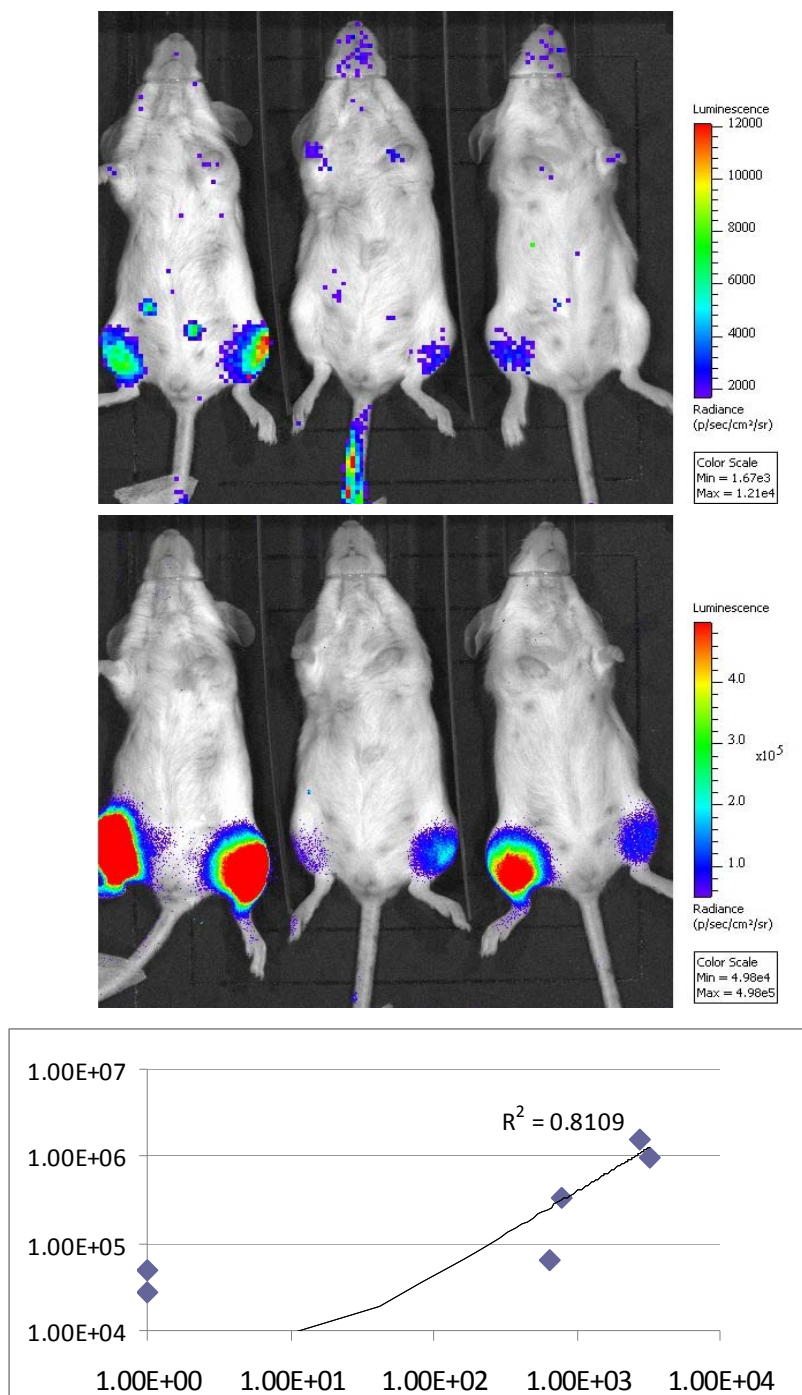 Luminescence
12000
10000
8000
6000
4000
2000
Radiance
(p/sec/cm²/sr)
Color Scale
Min = 1.67e3
Max = 1.21e4
Luminescence
4.0
3.0
x10⁵
2.0
1.0
Radiance
(p/sec/cm²/sr)
Color Scale
Min = 4.98e4
Max = 4.98e5
1.00E+07
R² = 0.8109
1.00E+06
1.00E+05
1.00E+04
1.00E+00 1.00E+01 1.00E+02 1.00E+03 1.00E+04